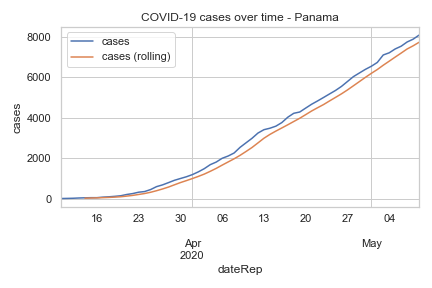 COVID-19 cases over time - Panama
cases
cases (rolling)
8000
6000
4000
2000
0
cases
16 23 30 06 13 20 27 04
Apr May
2020
dateRep